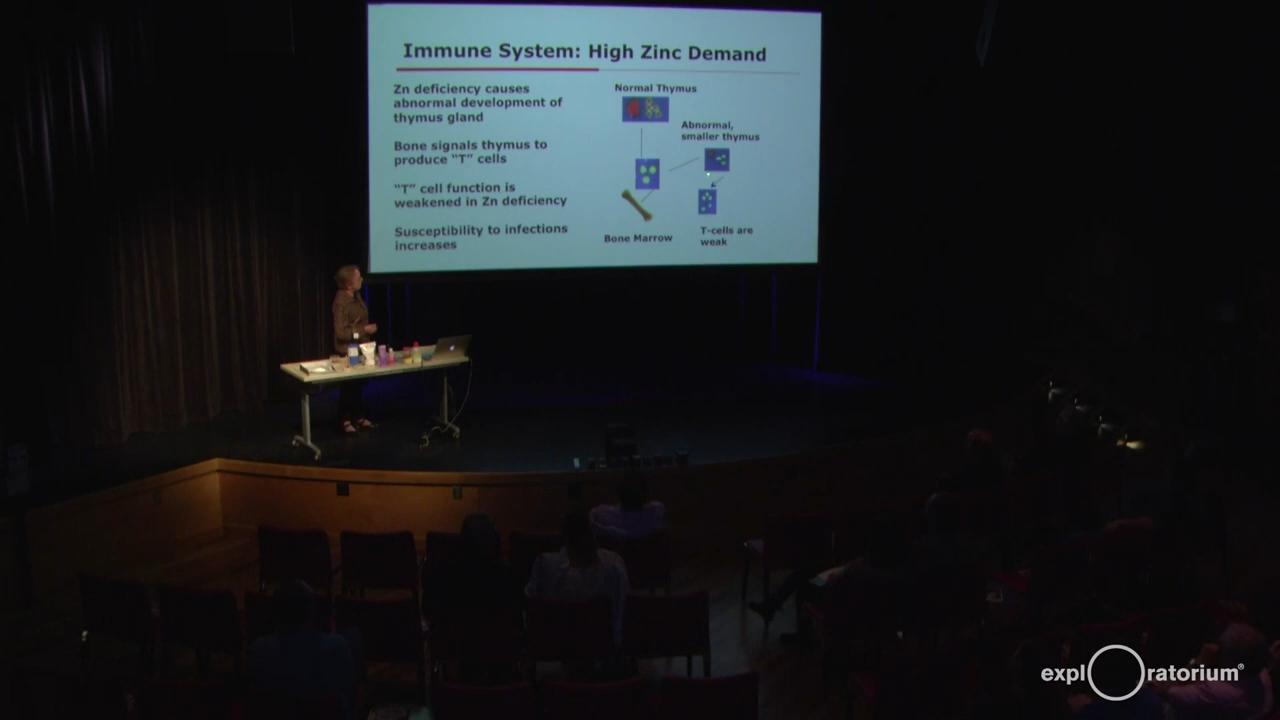 Immune System: High Zinc Demand
Zn deficiency causes
abnormal development of
thymus gland
Bone signals thymus to
produce “T” cells
“T” cell function is
weakened in Zn deficiency
Susceptibility to infections
increases
Normal Thymus
Abnormal,
smaller thymus
Bone Marrow
T-cells are
weak
exploratorium®